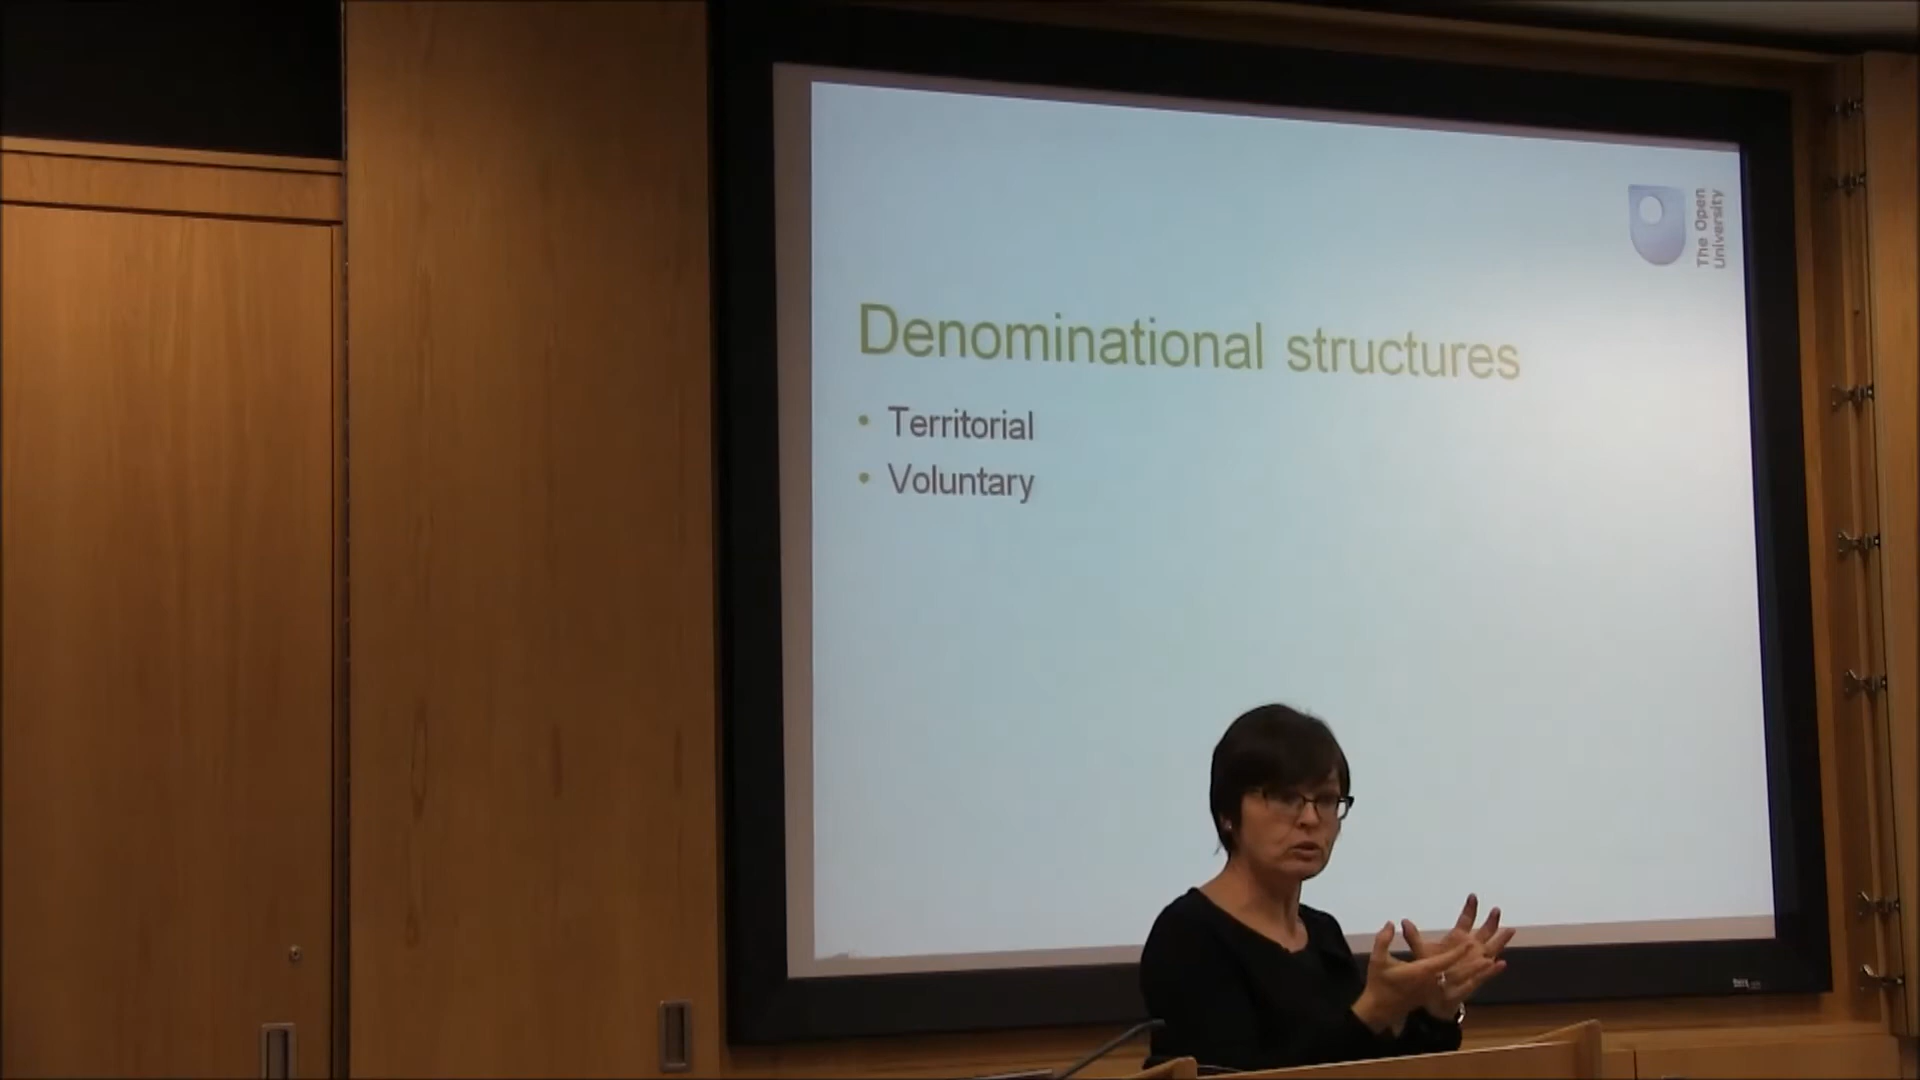 The Open
University
Denominational structures
• Territorial
• Voluntary